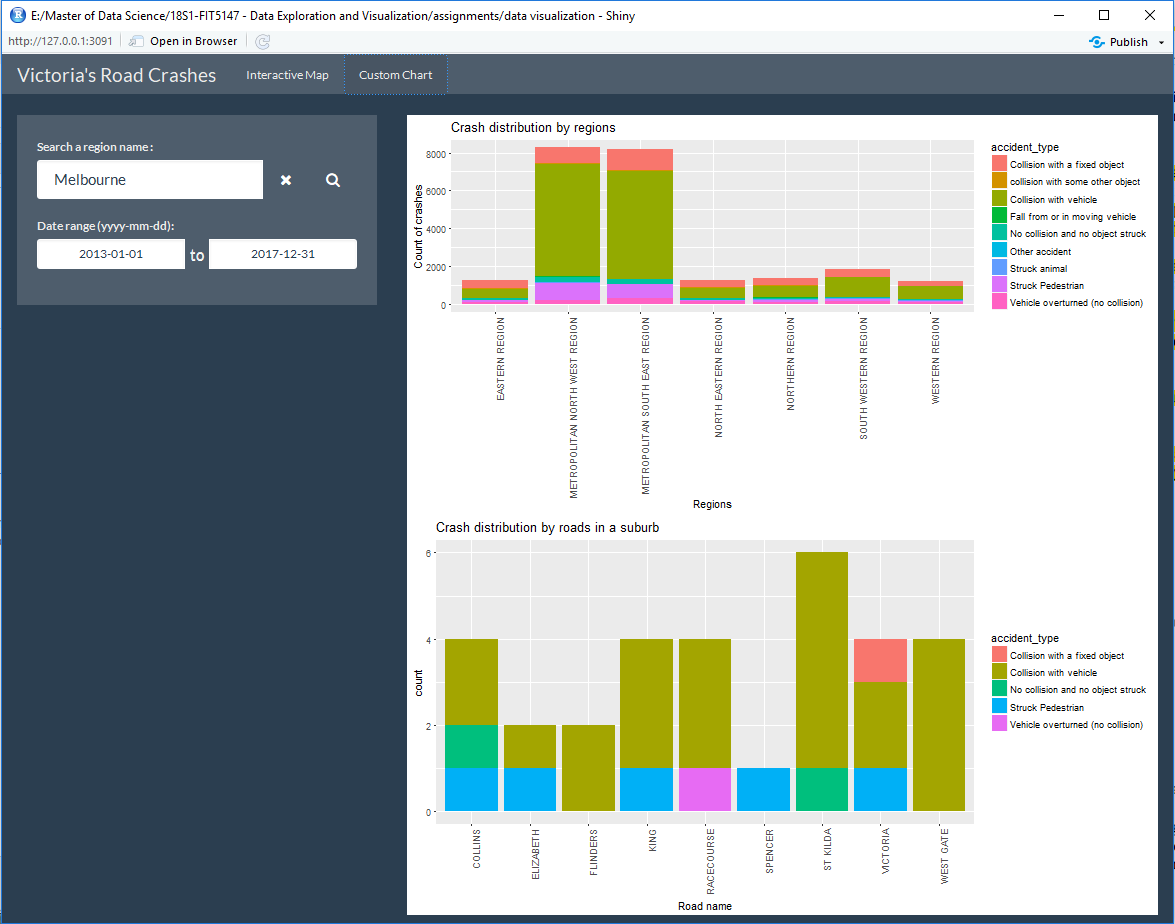 E:/Master of Data Science/18S1-FIT5147 - Data Exploration and Visualization/assignments/data visualization - Shiny
http://127.0.0.1:3091 Open in Browser Publish
Victoria's Road Crashes Interactive Map Custom Chart
Search a region name:
Melbourne
Date range (yyyy-mm-dd):
2013-01-01 to 2017-12-31
Crash distribution by regions
Count of crashes
8000
6000
4000
2000
0
EASTERN REGION
METROPOLITAN NORTH WEST REGION
METROPOLITAN SOUTH EAST REGION
NORTH EASTERN REGION
NORTHERN REGION
SOUTH WESTERN REGION
WESTERN REGION
Regions
accident_type
Collision with a fixed object
collision with some other object
Collision with vehicle
Fall from or in moving vehicle
No collision and no object struck
Other accident
Struck animal
Struck Pedestrian
Vehicle overturned (no collision)
Crash distribution by roads in a suburb
count
6
4
2
0
COLLINS
ELIZABETH
FLINDERS
KING
RACECOURSE
SPENCER
ST KILDA
VICTORIA
WEST GATE
Road name
accident_type
Collision with a fixed object
Collision with vehicle
No collision and no object struck
Struck Pedestrian
Vehicle overturned (no collision)